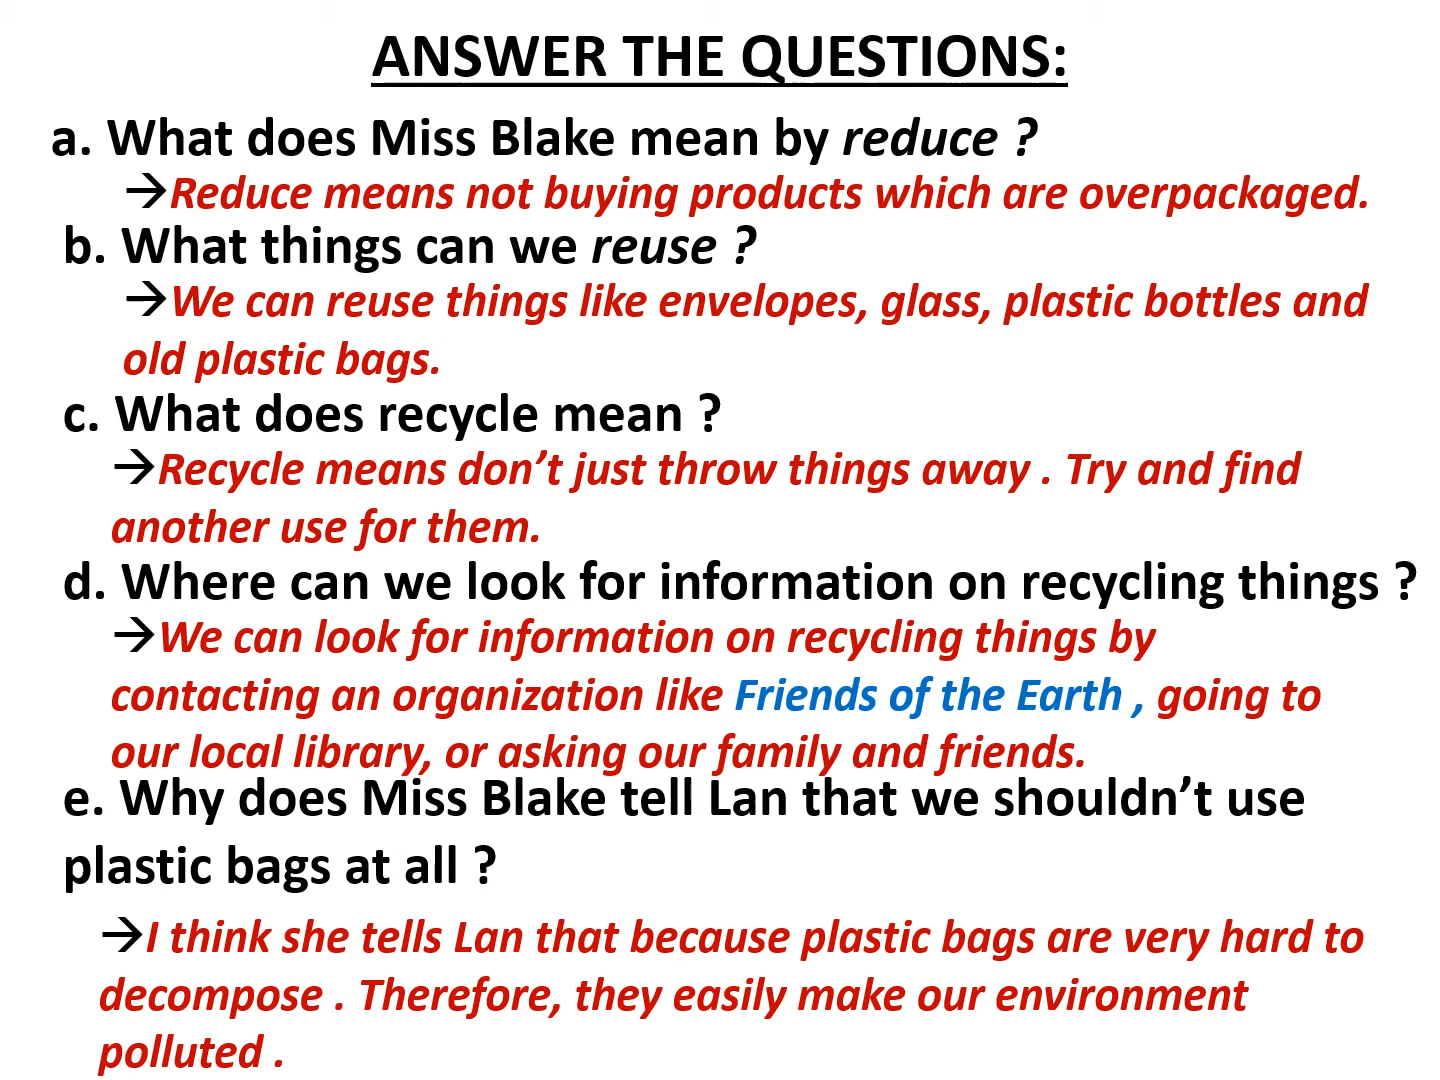 ANSWER THE QUESTIONS:
a. What does Miss Blake mean by reduce ?
→Reduce means not buying products which are overpackaged.
b. What things can we reuse ?
→We can reuse things like envelopes, glass, plastic bottles and
old plastic bags.
c. What does recycle mean ?
→Recycle means don’t just throw things away . Try and find
another use for them.
d. Where can we look for information on recycling things ?
→We can look for information on recycling things by
contacting an organization like Friends of the Earth , going to
our local library, or asking our family and friends.
e. Why does Miss Blake tell Lan that we shouldn’t use
plastic bags at all ?
→I think she tells Lan that because plastic bags are very hard to
decompose . Therefore, they easily make our environment
polluted .